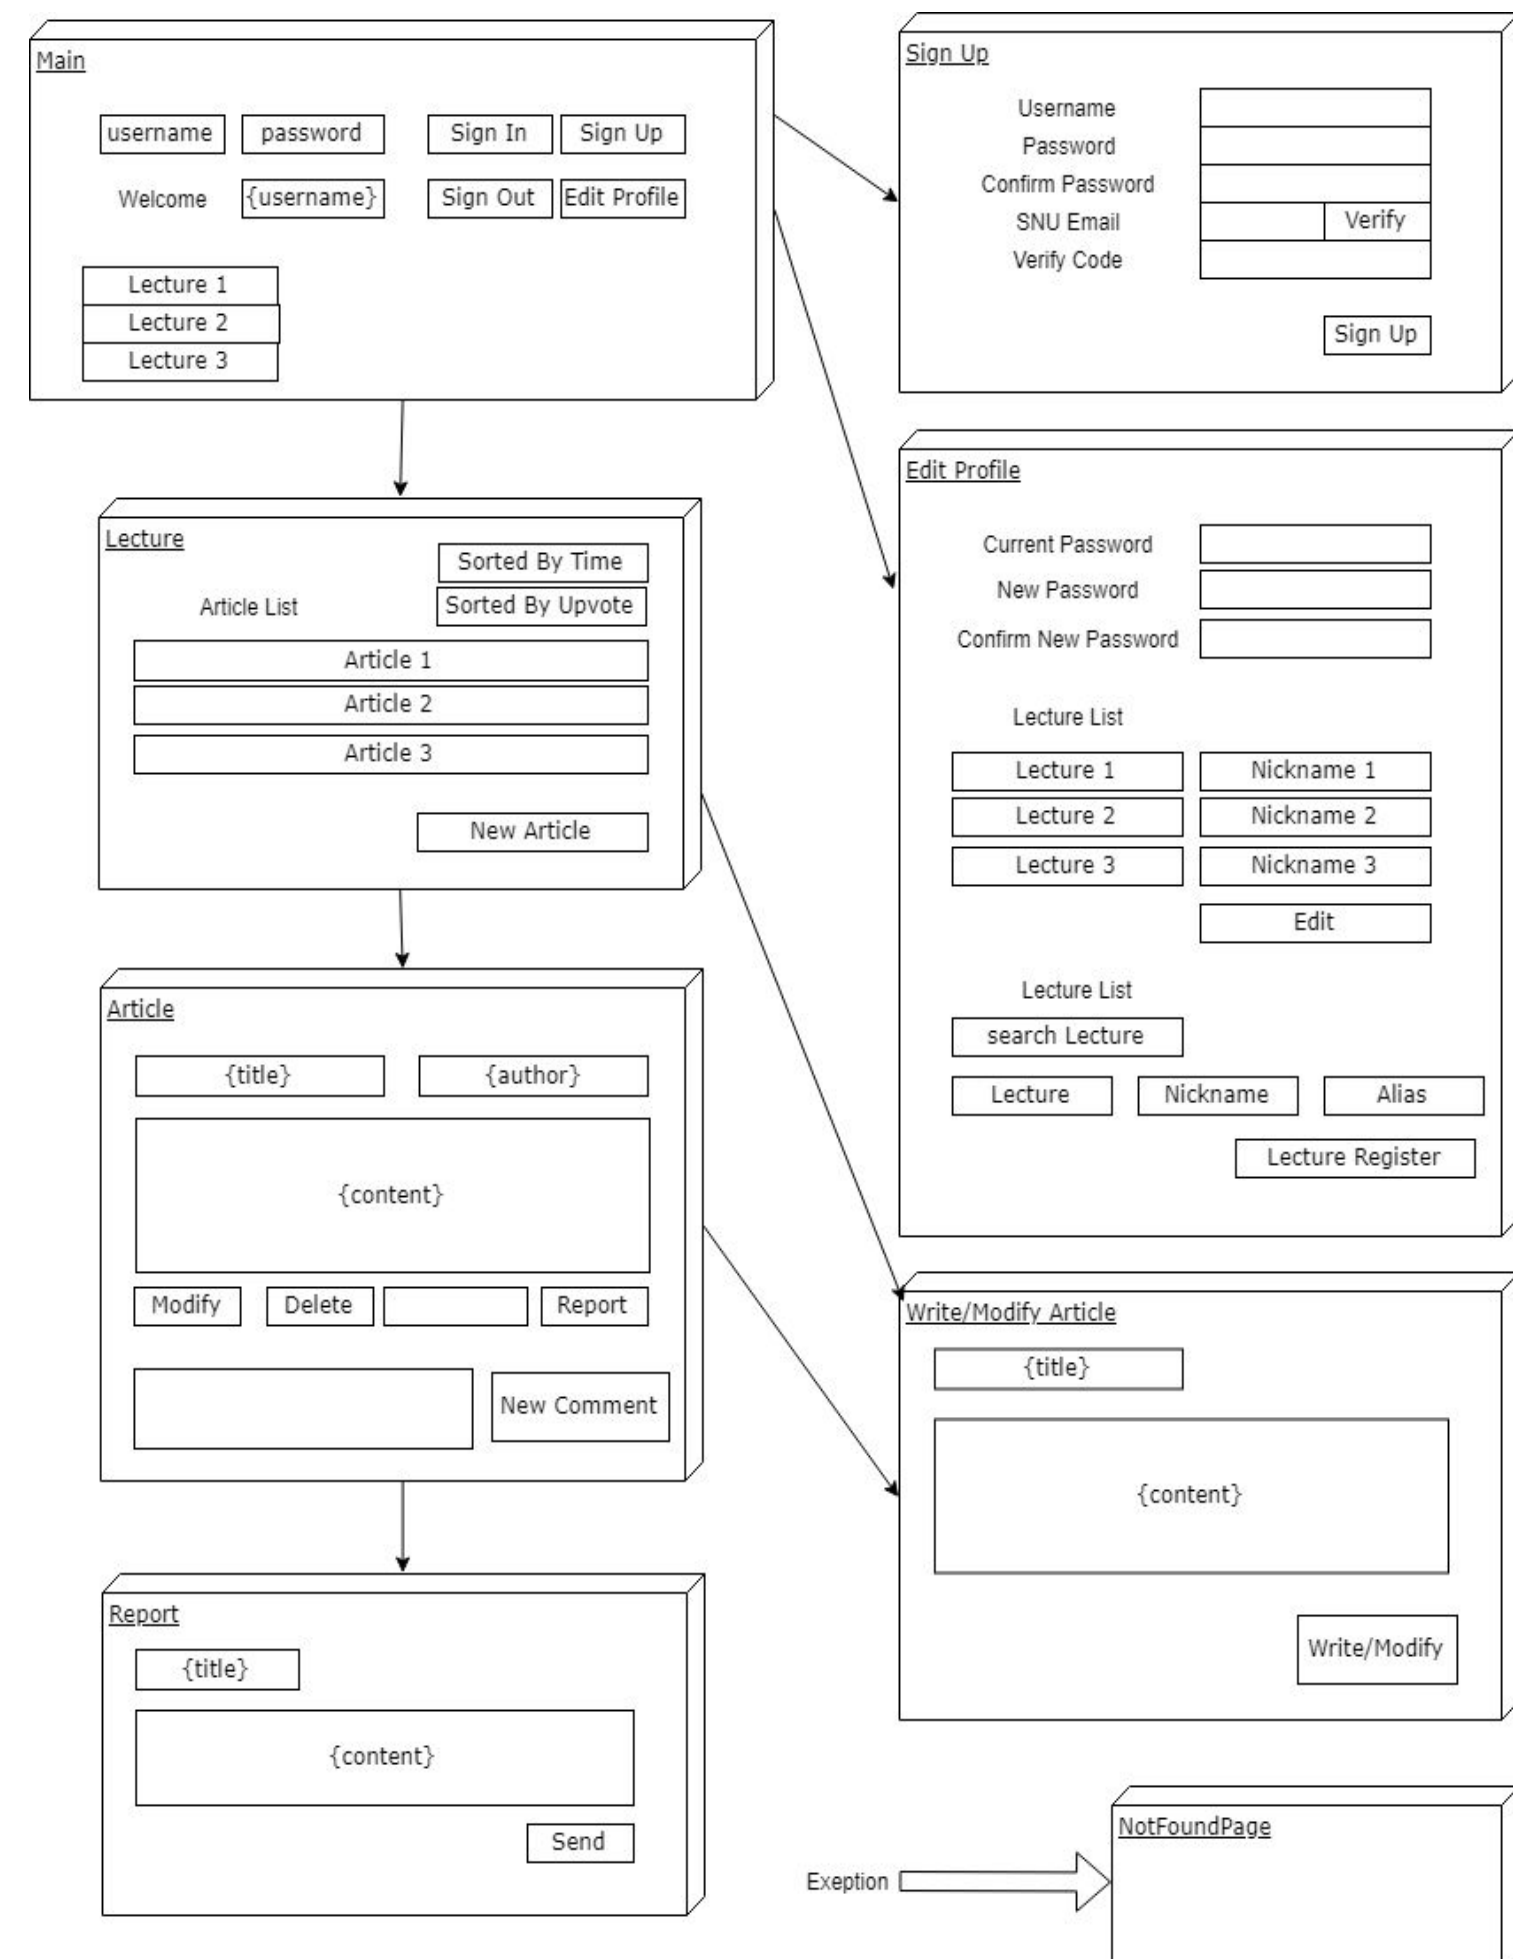 Main
username password Sign In Sign Up
Welcome {username} Sign Out Edit Profile
Lecture 1
Lecture 2
Lecture 3
Sign Up
Username
Password
Confirm Password
SNU Email Verify
Verify Code
Sign Up
Lecture
Sorted By Time
Article List Sorted By Upvote
Article 1
Article 2
Article 3
New Article
Edit Profile
Current Password
New Password
Confirm New Password
Lecture List
Lecture 1 Nickname 1
Lecture 2 Nickname 2
Lecture 3 Nickname 3
Edit
Lecture List
search Lecture
Lecture Nickname Alias
Lecture Register
Article
{title} {author}
{content}
Modify Delete Report
New Comment
Write/Modify Article
{title}
{content}
Write/Modify
Report
{title}
{content}
Send
Exeption
NotFoundPage